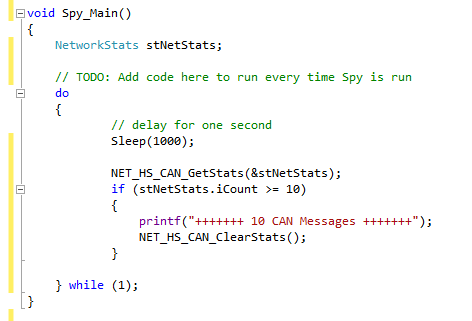 void Spy_Main()
{
    NetworkStats stNetStats;

    // TODO: Add code here to run every time Spy is run
    do
    {
            // delay for one second
            Sleep(1000);

            NET_HS_CAN_GetStats(&stNetStats);
            if (stNetStats.iCount >= 10)
            {
                printf("+++++++ 10 CAN Messages +++++++");
                NET_HS_CAN_ClearStats();
            }

    } while (1);
}